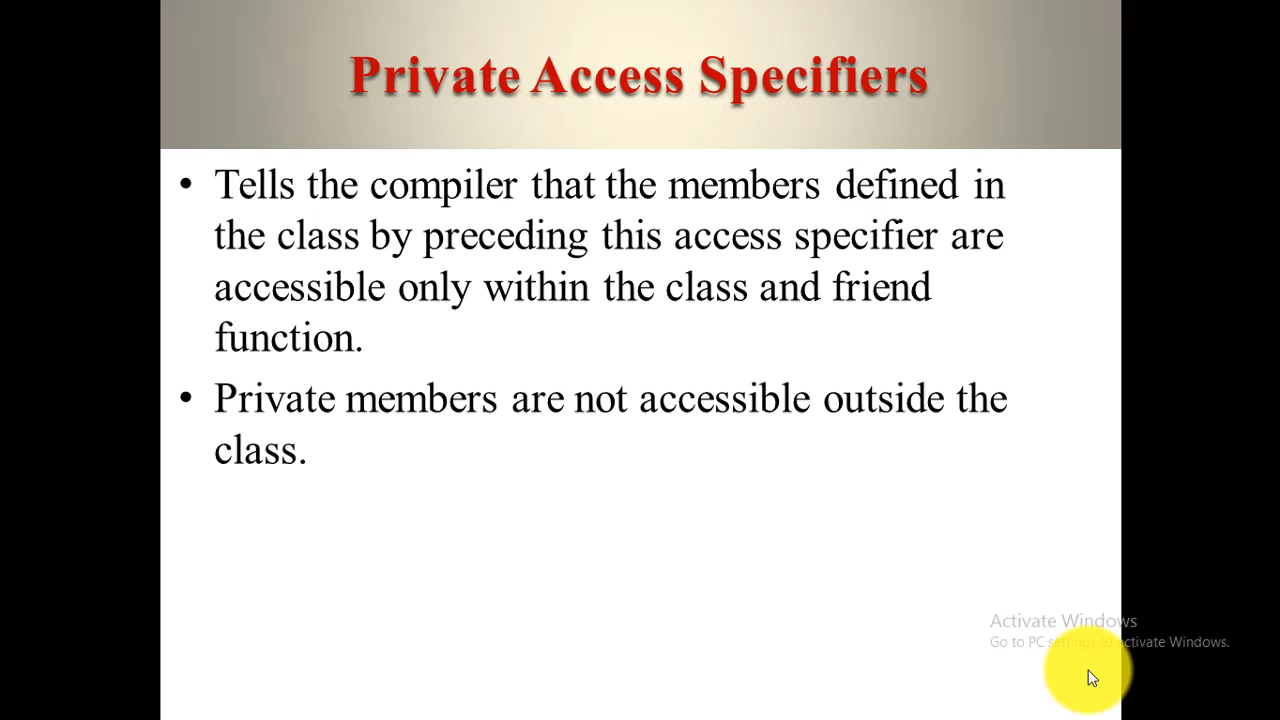 Private Access Specifiers
• Tells the compiler that the members defined in
the class by preceding this access specifier are
accessible only within the class and friend
function.
• Private members are not accessible outside the
class.
Activate Windows
Go to PC settings to activate Windows.